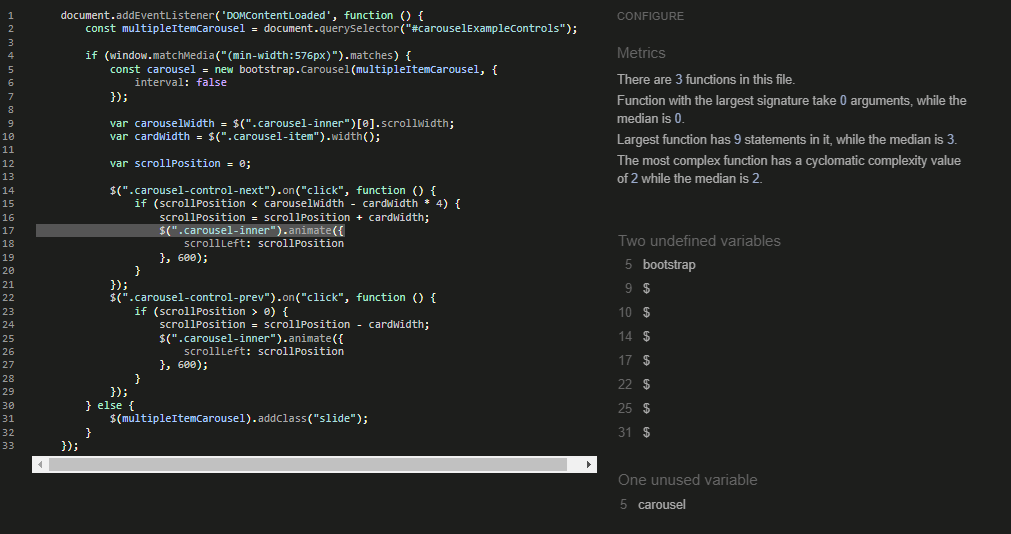 1 document.addEventListener('DOMContentLoaded', function () {
2 const multipleItemCarousel = document.querySelector("#carouselExampleControls");
3
4 if (window.matchMedia("(min-width:576px)").matches) {
5 const carousel = new bootstrap.Carousel(multipleItemCarousel, {
6 interval: false
7 });
8
9 var carouselWidth = $(".carousel-inner")[0].scrollWidth;
10 var cardWidth = $(".carousel-item").width();
11
12 var scrollPosition = 0;
13
14 $(".carousel-control-next").on("click", function () {
15 if (scrollPosition < carouselWidth - cardWidth * 4) {
16 scrollPosition = scrollPosition + cardWidth;
17 $(".carousel-inner").animate({
18 scrollLeft: scrollPosition
19 }, 600);
20 }
21 });
22 $(".carousel-control-prev").on("click", function () {
23 if (scrollPosition > 0) {
24 scrollPosition = scrollPosition - cardWidth;
25 $(".carousel-inner").animate({
26 scrollLeft: scrollPosition
27 }, 600);
28 }
29 });
30 } else {
31 $(multipleItemCarousel).addClass("slide");
32 }
33 });
CONFIGURE
Metrics
There are 3 functions in this file.
Function with the largest signature take 0 arguments, while the
median is 0.
Largest function has 9 statements in it, while the median is 3.
The most complex function has a cyclomatic complexity value
of 2 while the median is 2.
Two undefined variables
5 bootstrap
9 $
10 $
14 $
17 $
22 $
25 $
31 $
One unused variable
5 carousel